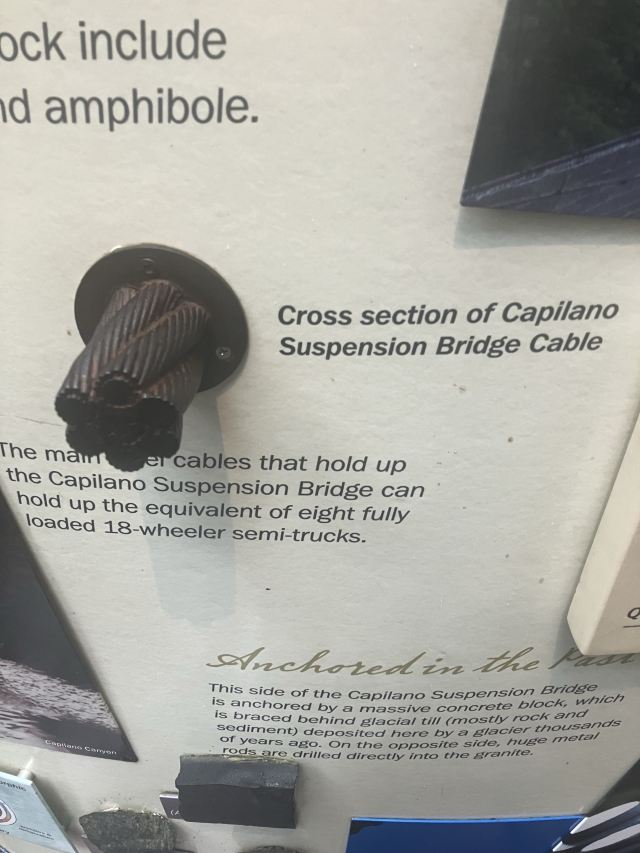 ock include
nd amphibole.
Cross section of Capilano
Suspension Bridge Cable
The main cables that hold up
the Capilano Suspension Bridge can
hold up the equivalent of eight fully
loaded 18-wheeler semi-trucks.
Anchored in the Past
This side of the Capilano Suspension Bridge
is anchored by a massive concrete block, which
is braced behind glacial till (mostly rock and
sediment) deposited here by a glacier thousands
of years ago. On the opposite side, huge metal
rods are drilled directly into the granite.
Capilano Canyon